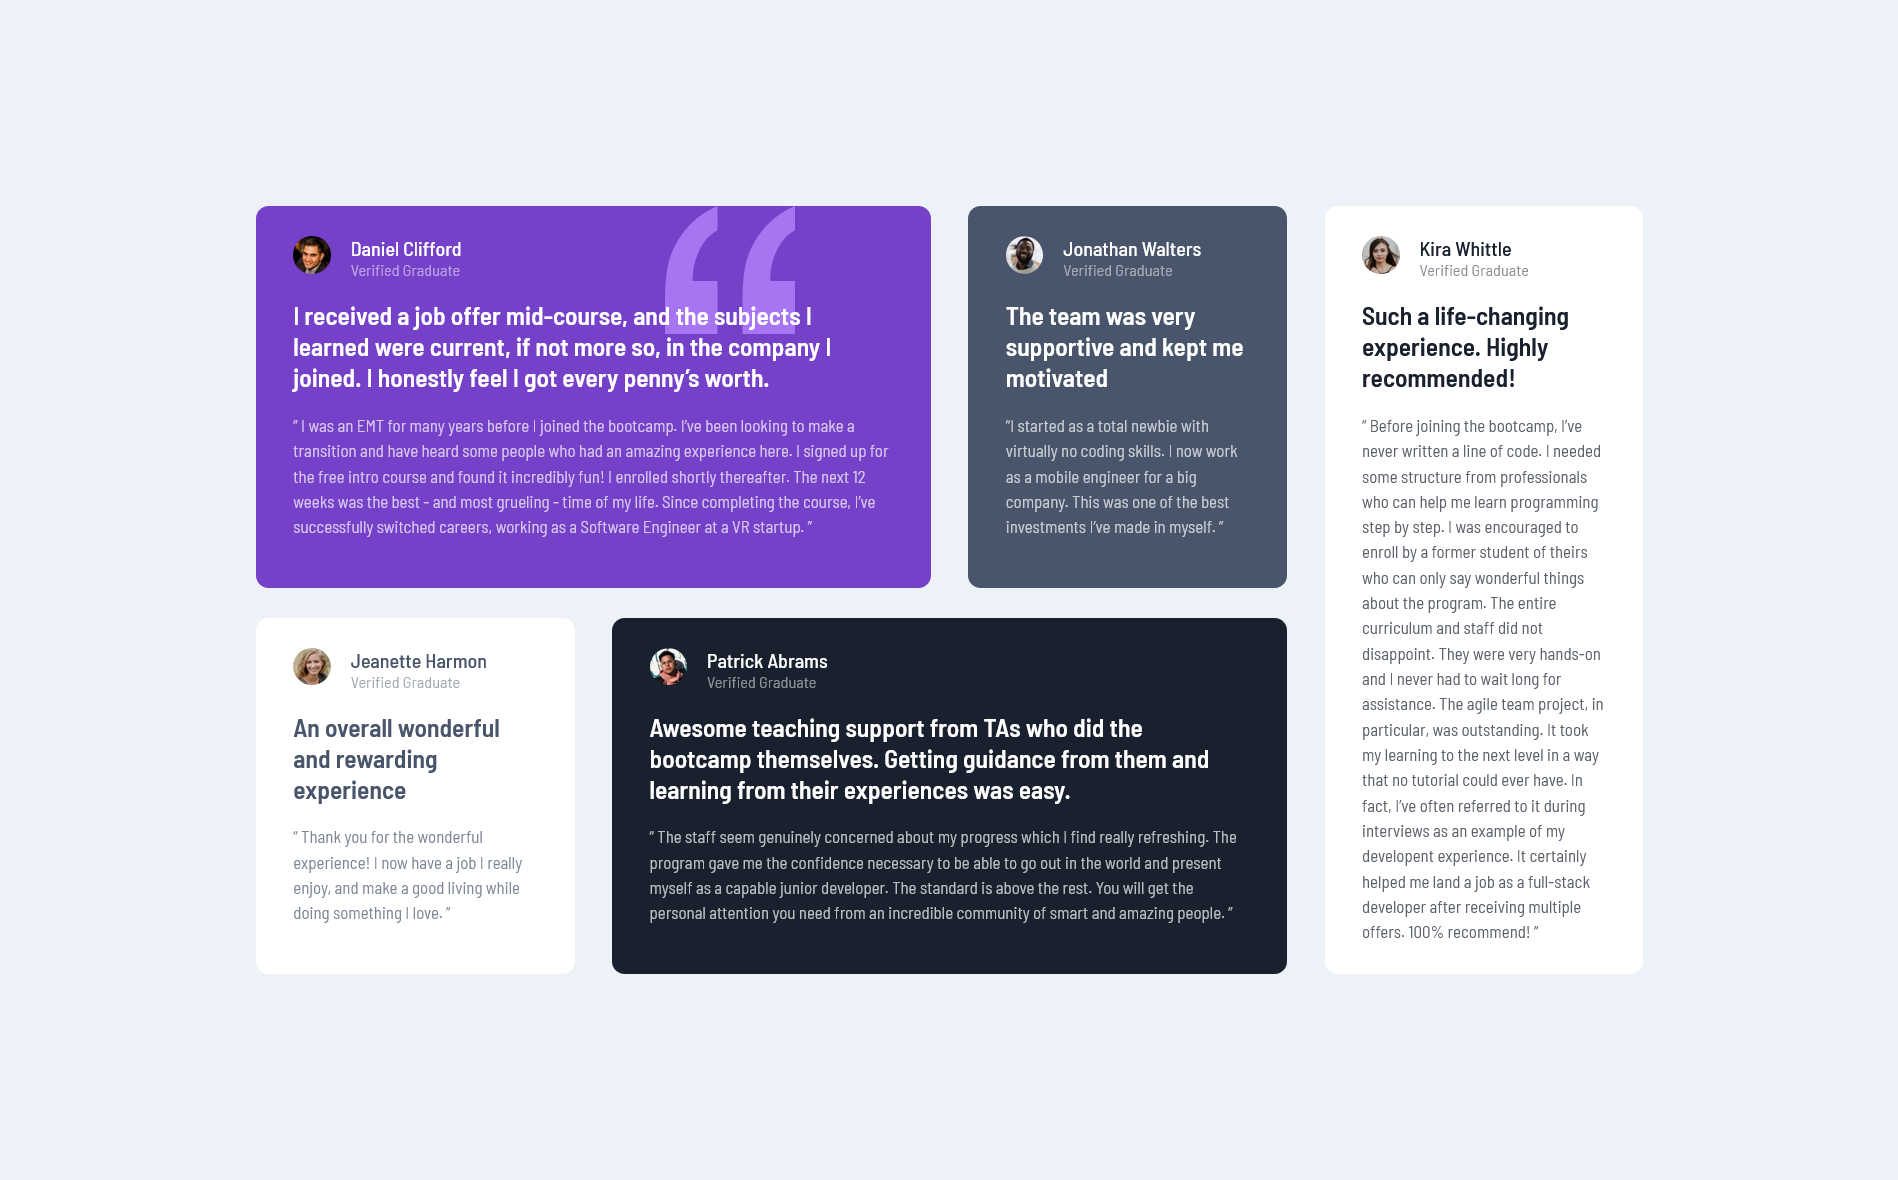 Daniel Clifford
Verified Graduate
I received a job offer mid-course, and the subjects I
learned were current, if not more so, in the company I
joined. I honestly feel I got every penny’s worth.
“ I was an EMT for many years before I joined the bootcamp. I’ve been looking to make a
transition and have heard some people who had an amazing experience here. I signed up for
the free intro course and found it incredibly fun! I enrolled shortly thereafter. The next 12
weeks was the best - and most grueling - time of my life. Since completing the course, I’ve
successfully switched careers, working as a Software Engineer at a VR startup. ”
Jonathan Walters
Verified Graduate
The team was very
supportive and kept me
motivated
“I started as a total newbie with
virtually no coding skills. I now work
as a mobile engineer for a big
company. This was one of the best
investments I’ve made in myself. ”
Kira Whittle
Verified Graduate
Such a life-changing
experience. Highly
recommended!
“ Before joining the bootcamp, I’ve
never written a line of code. I needed
some structure from professionals
who can help me learn programming
step by step. I was encouraged to
enroll by a former student of theirs
who can only say wonderful things
about the program. The entire
curriculum and staff did not
disappoint. They were very hands-on
and I never had to wait long for
assistance. The agile team project, in
particular, was outstanding. It took
my learning to the next level in a way
that no tutorial could ever have. In
fact, I’ve often referred to it during
interviews as an example of my
developent experience. It certainly
helped me land a job as a full-stack
developer after receiving multiple
offers. 100% recommend! ”
Jeanette Harmon
Verified Graduate
An overall wonderful
and rewarding
experience
“ Thank you for the wonderful
experience! I now have a job I really
enjoy, and make a good living while
doing something I love. ”
Patrick Abrams
Verified Graduate
Awesome teaching support from TAs who did the
bootcamp themselves. Getting guidance from them and
learning from their experiences was easy.
“ The staff seem genuinely concerned about my progress which I find really refreshing. The
program gave me the confidence necessary to be able to go out in the world and present
myself as a capable junior developer. The standard is above the rest. You will get the
personal attention you need from an incredible community of smart and amazing people. ”